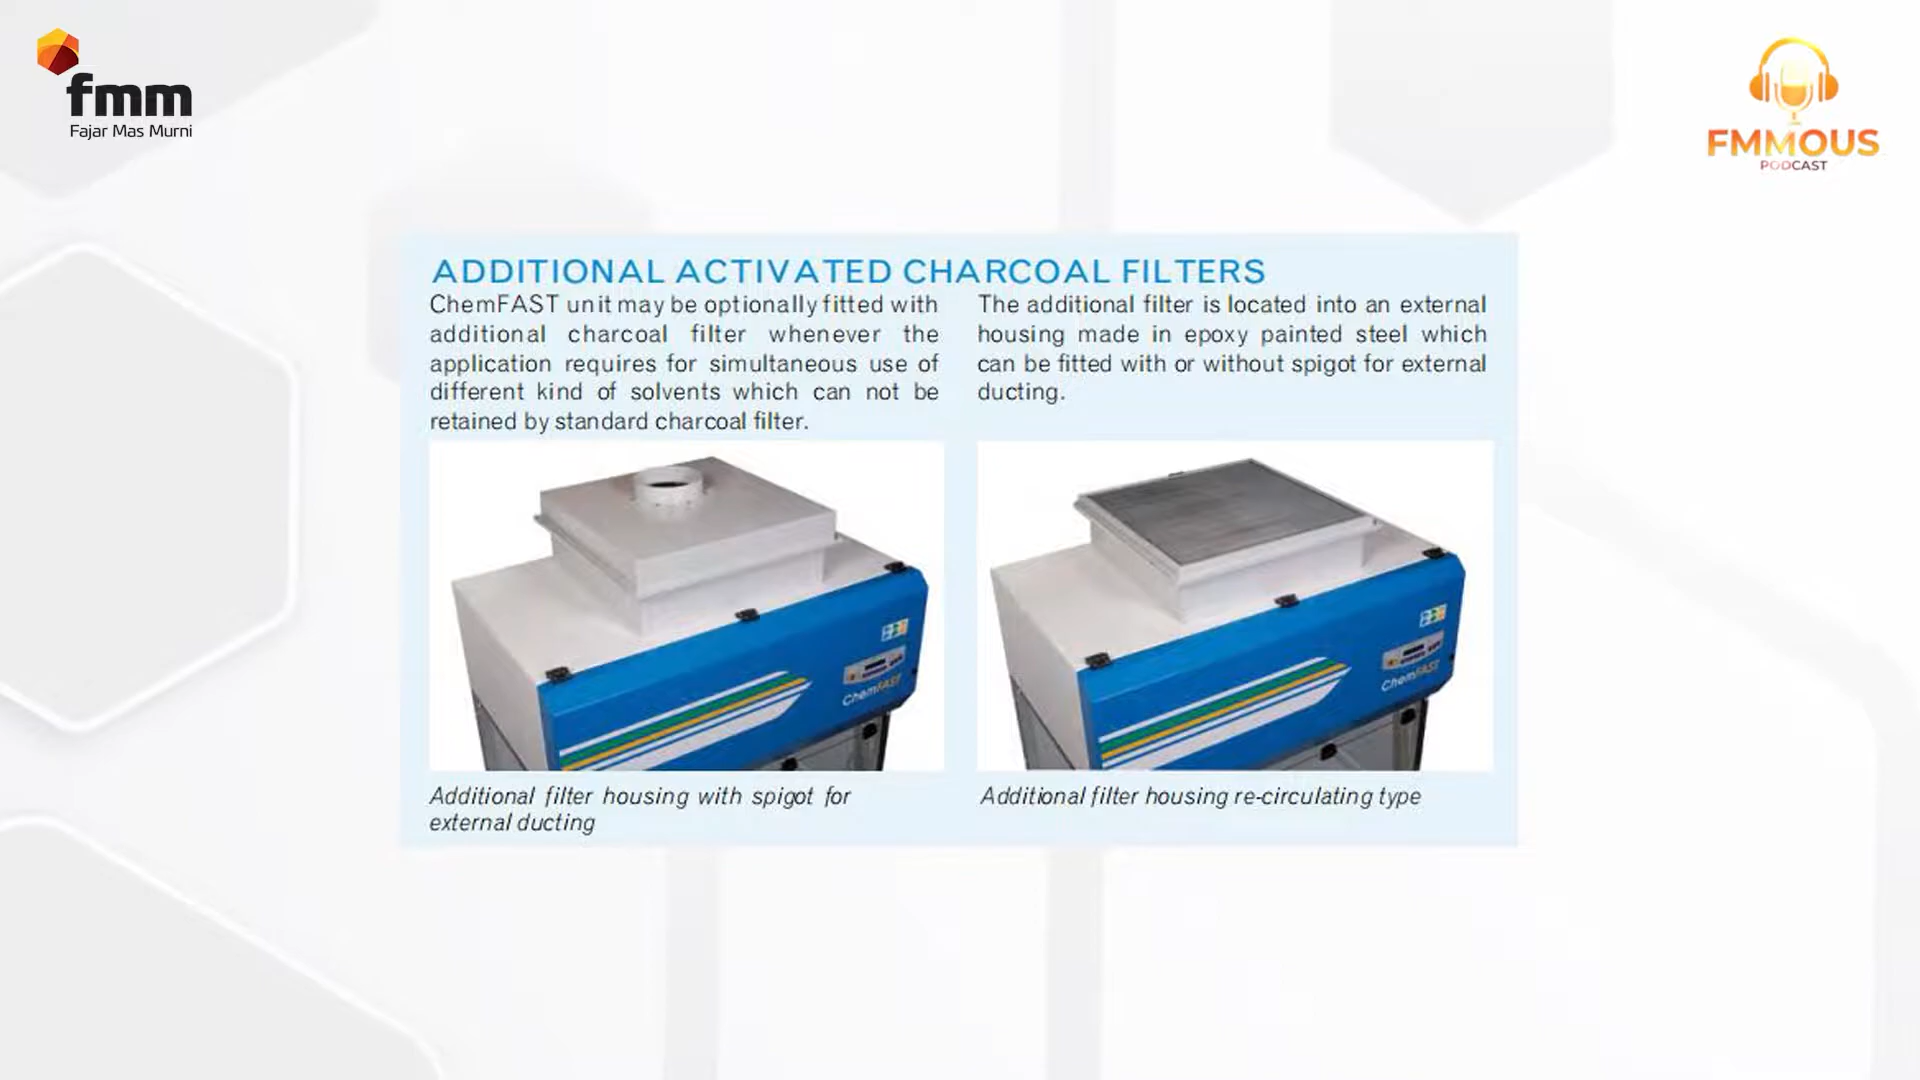 fmm
Fajar Mas Murni
FMMOUS
PODCAST
ADDITIONAL ACTIVATED CHARCOAL FILTERS
ChemFAST unit may be optionally fitted with
additional charcoal filter whenever the
application requires for simultaneous use of
different kind of solvents which can not be
retained by standard charcoal filter.
The additional filter is located into an external
housing made in epoxy painted steel which
can be fitted with or without spigot for external
ducting.
ChemFAST
ChemFAST
Additional filter housing with spigot for
external ducting
Additional filter housing re-circulating type